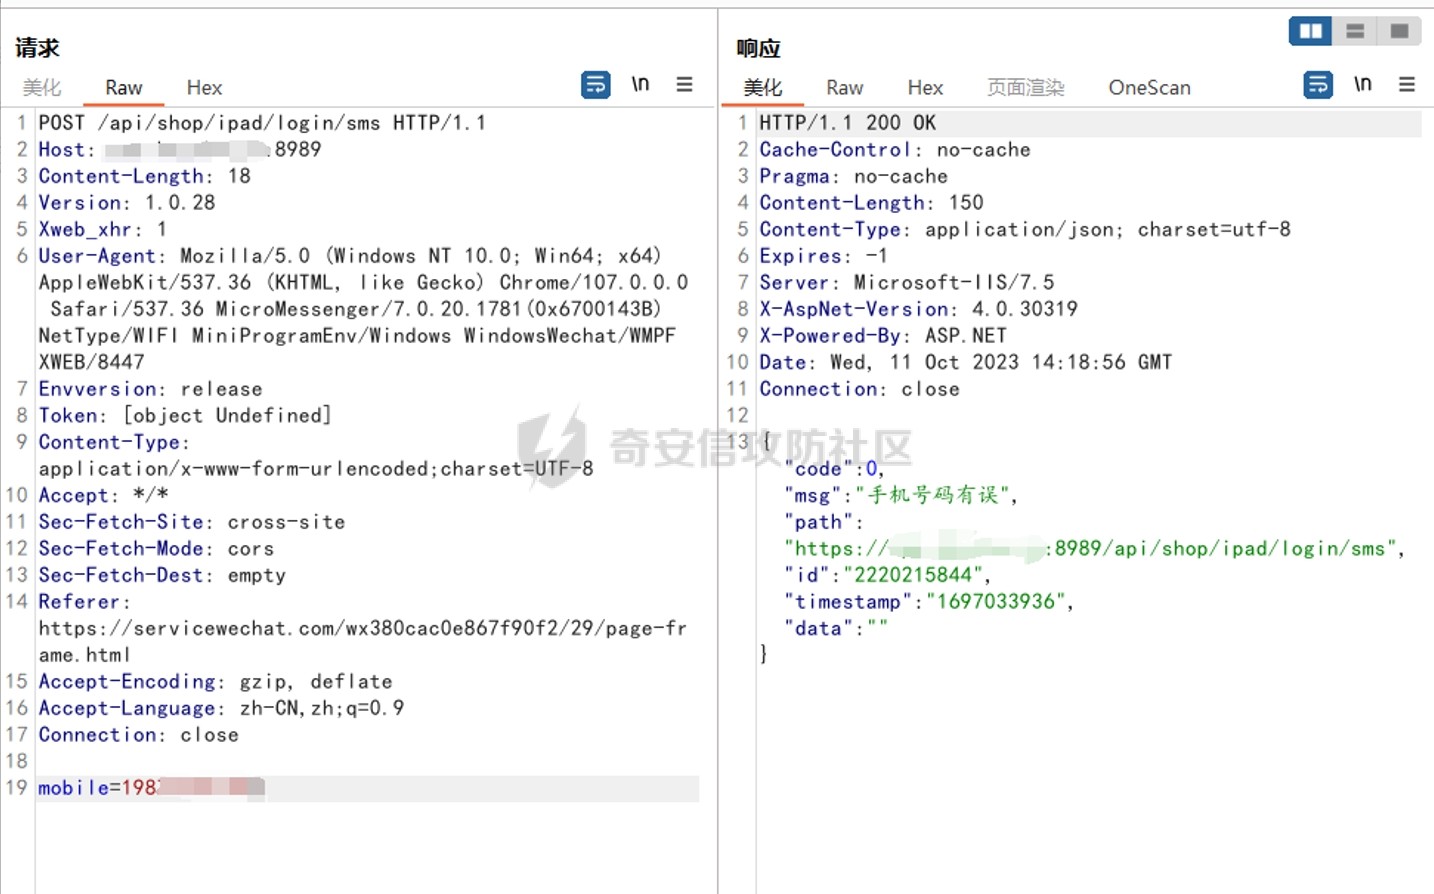 请求
美化 Raw Hex \n
1 POST /api/shop/ipad/login/sms HTTP/1.1
2 Host: :8989
3 Content-Length: 18
4 Version: 1.0.28
5 Xweb_xhr: 1
6 User-Agent: Mozilla/5.0 (Windows NT 10.0; Win64; x64)
AppleWebKit/537.36 (KHTML, like Gecko) Chrome/107.0.0.0
Safari/537.36 MicroMessenger/7.0.20.1781(0x6700143B)
NetType/WIFI MiniProgramEnv/Windows WindowsWechat/WMPF
XWEB/8447
7 Envversion: release
8 Token: [object Undefined]
9 Content-Type:
application/x-www-form-urlencoded;charset=UTF-8
10 Accept: */*
11 Sec-Fetch-Site: cross-site
12 Sec-Fetch-Mode: cors
13 Sec-Fetch-Dest: empty
14 Referer:
https://servicewechat.com/wx380cac0e867f90f2/29/page-fr
ame.html
15 Accept-Encoding: gzip, deflate
16 Accept-Language: zh-CN,zh;q=0.9
17 Connection: close
18
19 mobile=198
响应
美化 Raw Hex 页面渲染 OneScan \n
1 HTTP/1.1 200 OK
2 Cache-Control: no-cache
3 Pragma: no-cache
4 Content-Length: 150
5 Content-Type: application/json; charset=utf-8
6 Expires: -1
7 Server: Microsoft-IIS/7.5
8 X-AspNet-Version: 4.0.30319
9 X-Powered-By: ASP.NET
10 Date: Wed, 11 Oct 2023 14:18:56 GMT
11 Connection: close
12
13 {
"code":0,
"msg":"手机号码有误",
"path":
"https:// :8989/api/shop/ipad/login/sms",
"id":"2220215844",
"timestamp":"1697033936",
"data":""
}
奇安信攻防社区